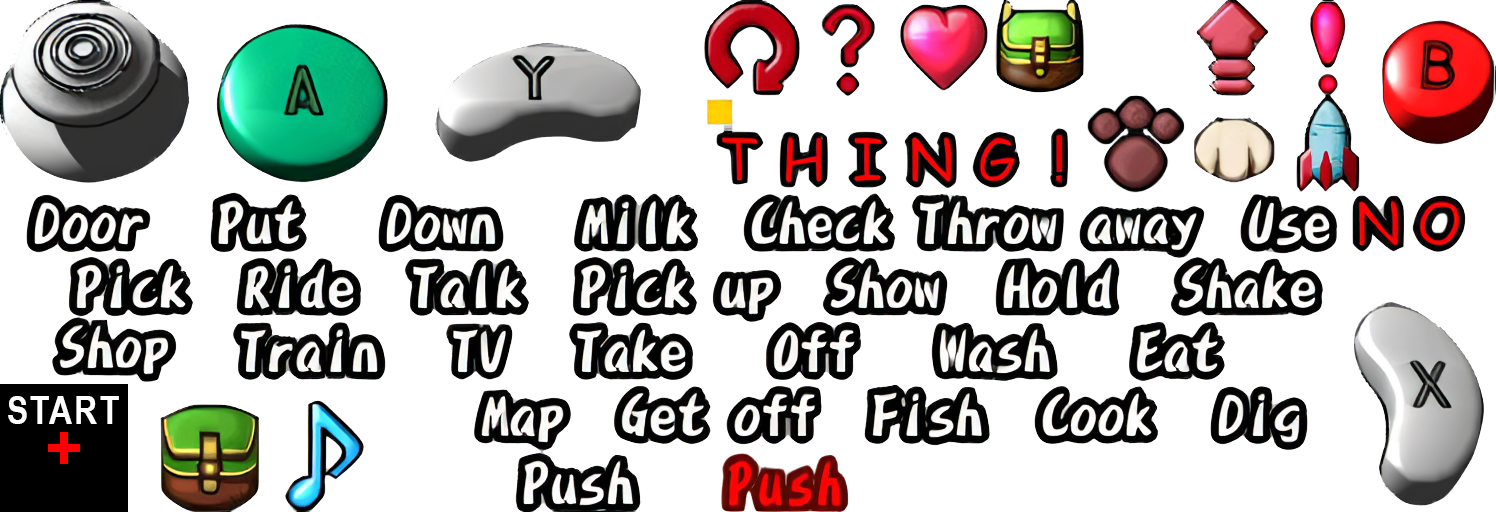 A Y ? ! B
THING!
Door Put Down Milk Check Throw away Use NO
Pick Ride Talk Pick up Show Hold Shake
Shop Train TV Take Off Wash Eat X
START Map Get off Fish Cook Dig
Push Push